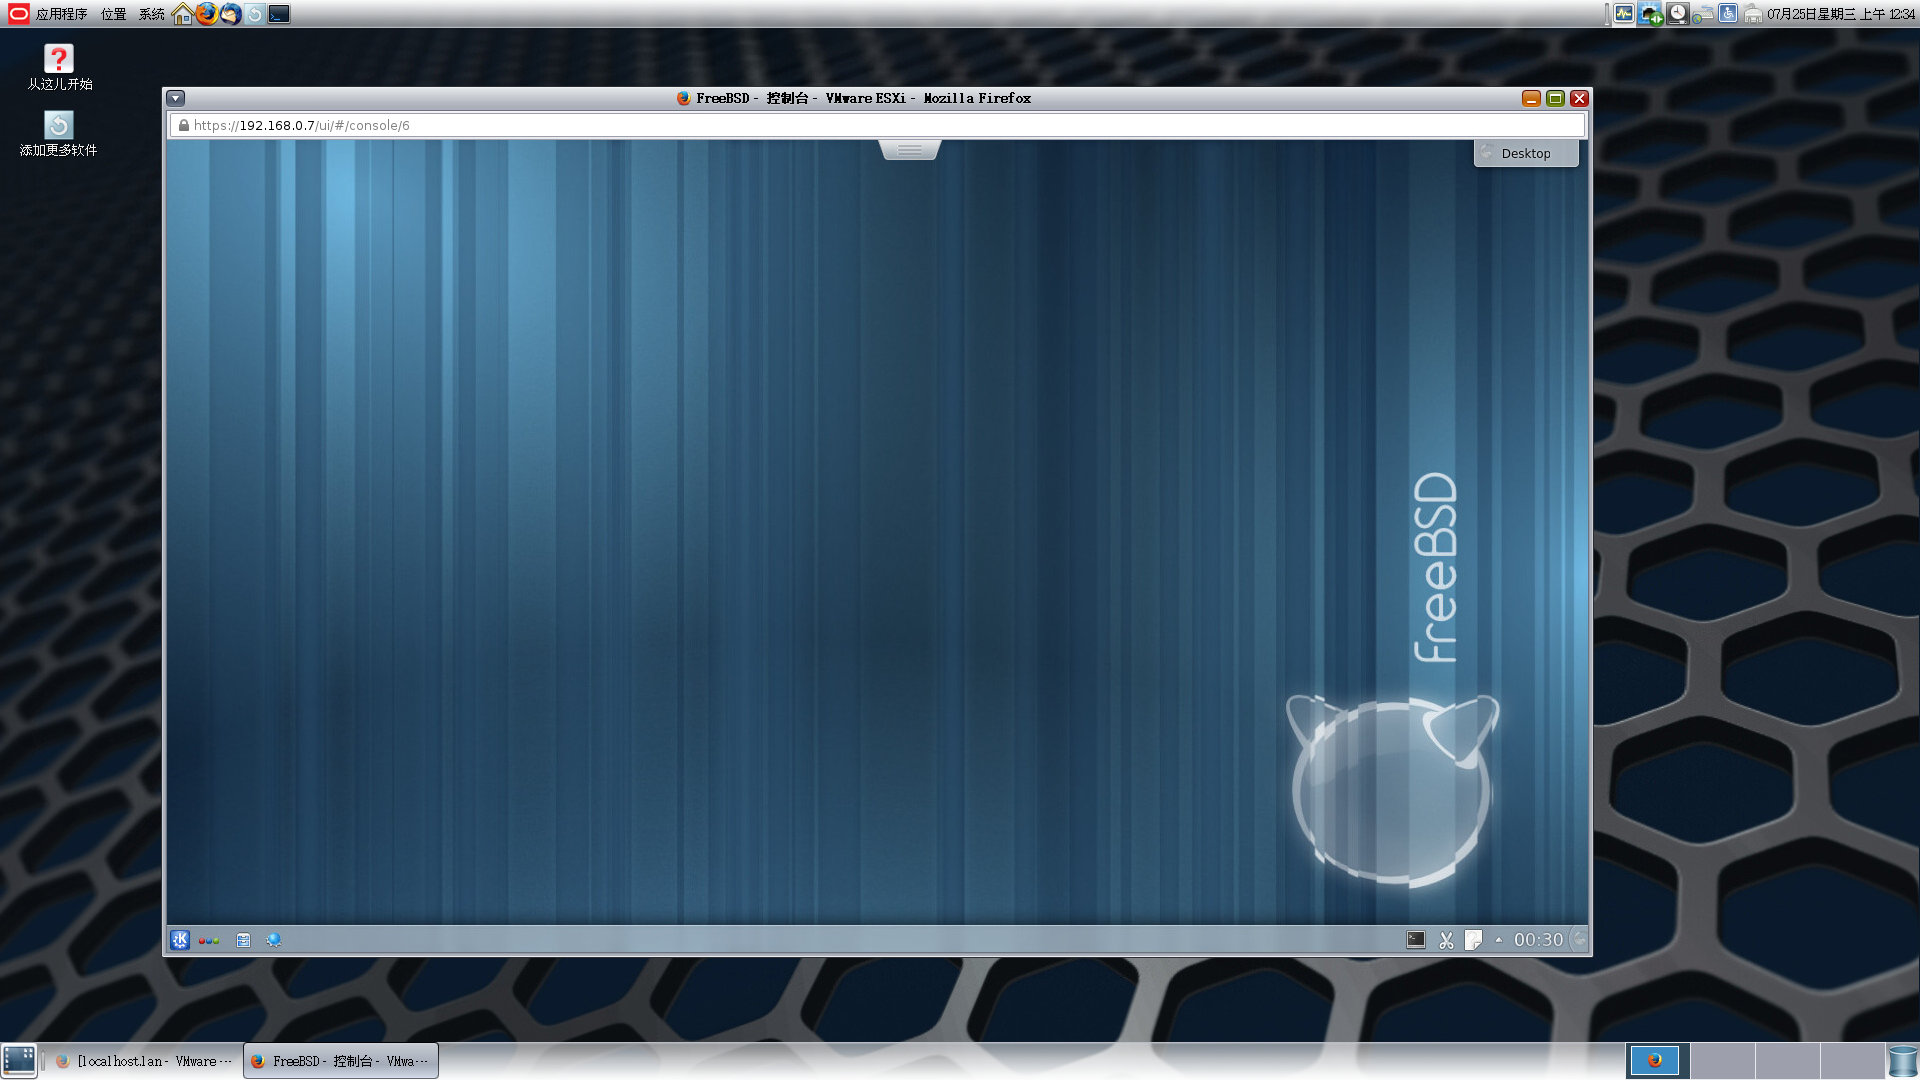 应用程序 位置 系统
07月25日星期三 上午 12:34
从这儿开始
添加更多软件
FreeBSD - 控制台 - VMware ESXi - Mozilla Firefox
https://192.168.0.7/ui/#/console/6
Desktop
freeBSD
00:30
[localhost.lan - VMware ...
FreeBSD - 控制台 - VMwa...